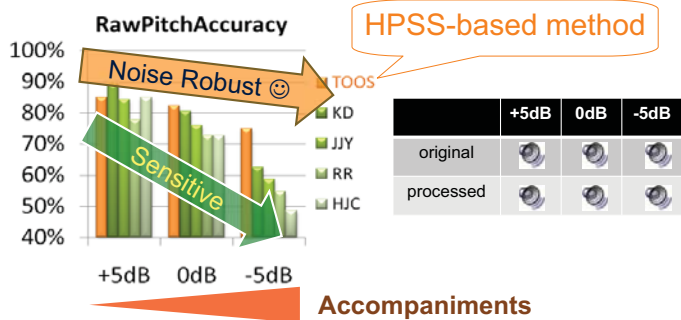 RawPitchAccuracy
HPSS-based method
100%
90%
80%
70%
60%
50%
40%
Noise Robust ☺
Sensitive
TOOS
KD
JJY
RR
HJC
+5dB 0dB -5dB
Accompaniments
+5dB 0dB -5dB
original
processed